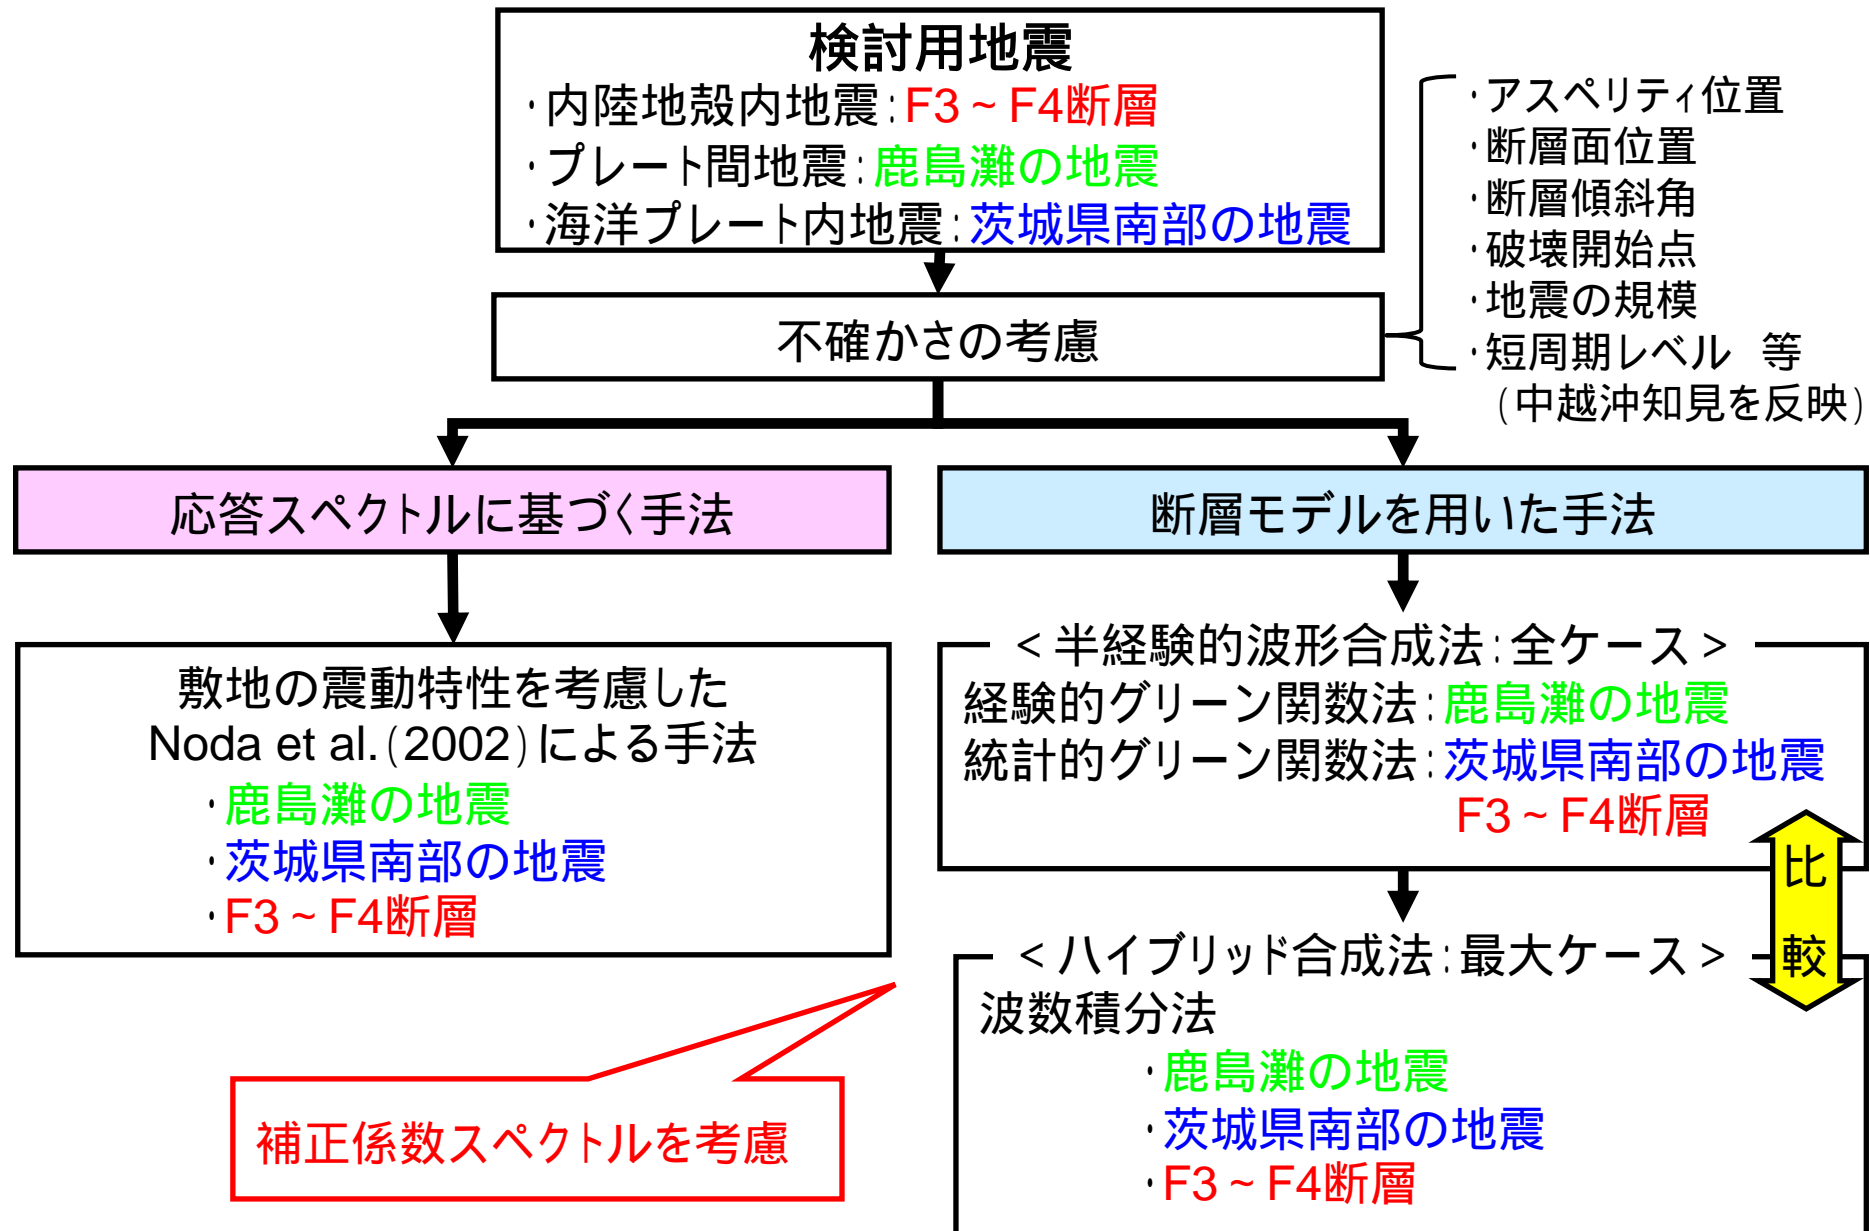 検討用地震
･内陸地殻内地震:F3~F4断層
･プレート間地震:鹿島灘の地震
･海洋プレート内地震:茨城県南部の地震
･アスペリティ位置
･断層面位置
･断層傾斜角
･破壊開始点
･地震の規模
･短周期レベル 等
(中越沖知見を反映)
不確かさの考慮
応答スペクトルに基づく手法
断層モデルを用いた手法
敷地の震動特性を考慮した
Noda et al.(2002)による手法
･鹿島灘の地震
･茨城県南部の地震
･F3~F4断層
補正係数スペクトルを考慮
<半経験的波形合成法:全ケース>
経験的グリーン関数法:鹿島灘の地震
統計的グリーン関数法:茨城県南部の地震
F3~F4断層
比
較
<ハイブリッド合成法:最大ケース>
波数積分法
･鹿島灘の地震
･茨城県南部の地震
･F3~F4断層